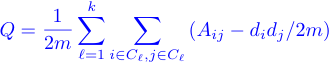 Q = \frac{1}{2m} \sum_{\ell=1}^{k} \sum_{i \in C_\ell, j \in C_\ell} (A_{ij} - d_i d_j / 2m)